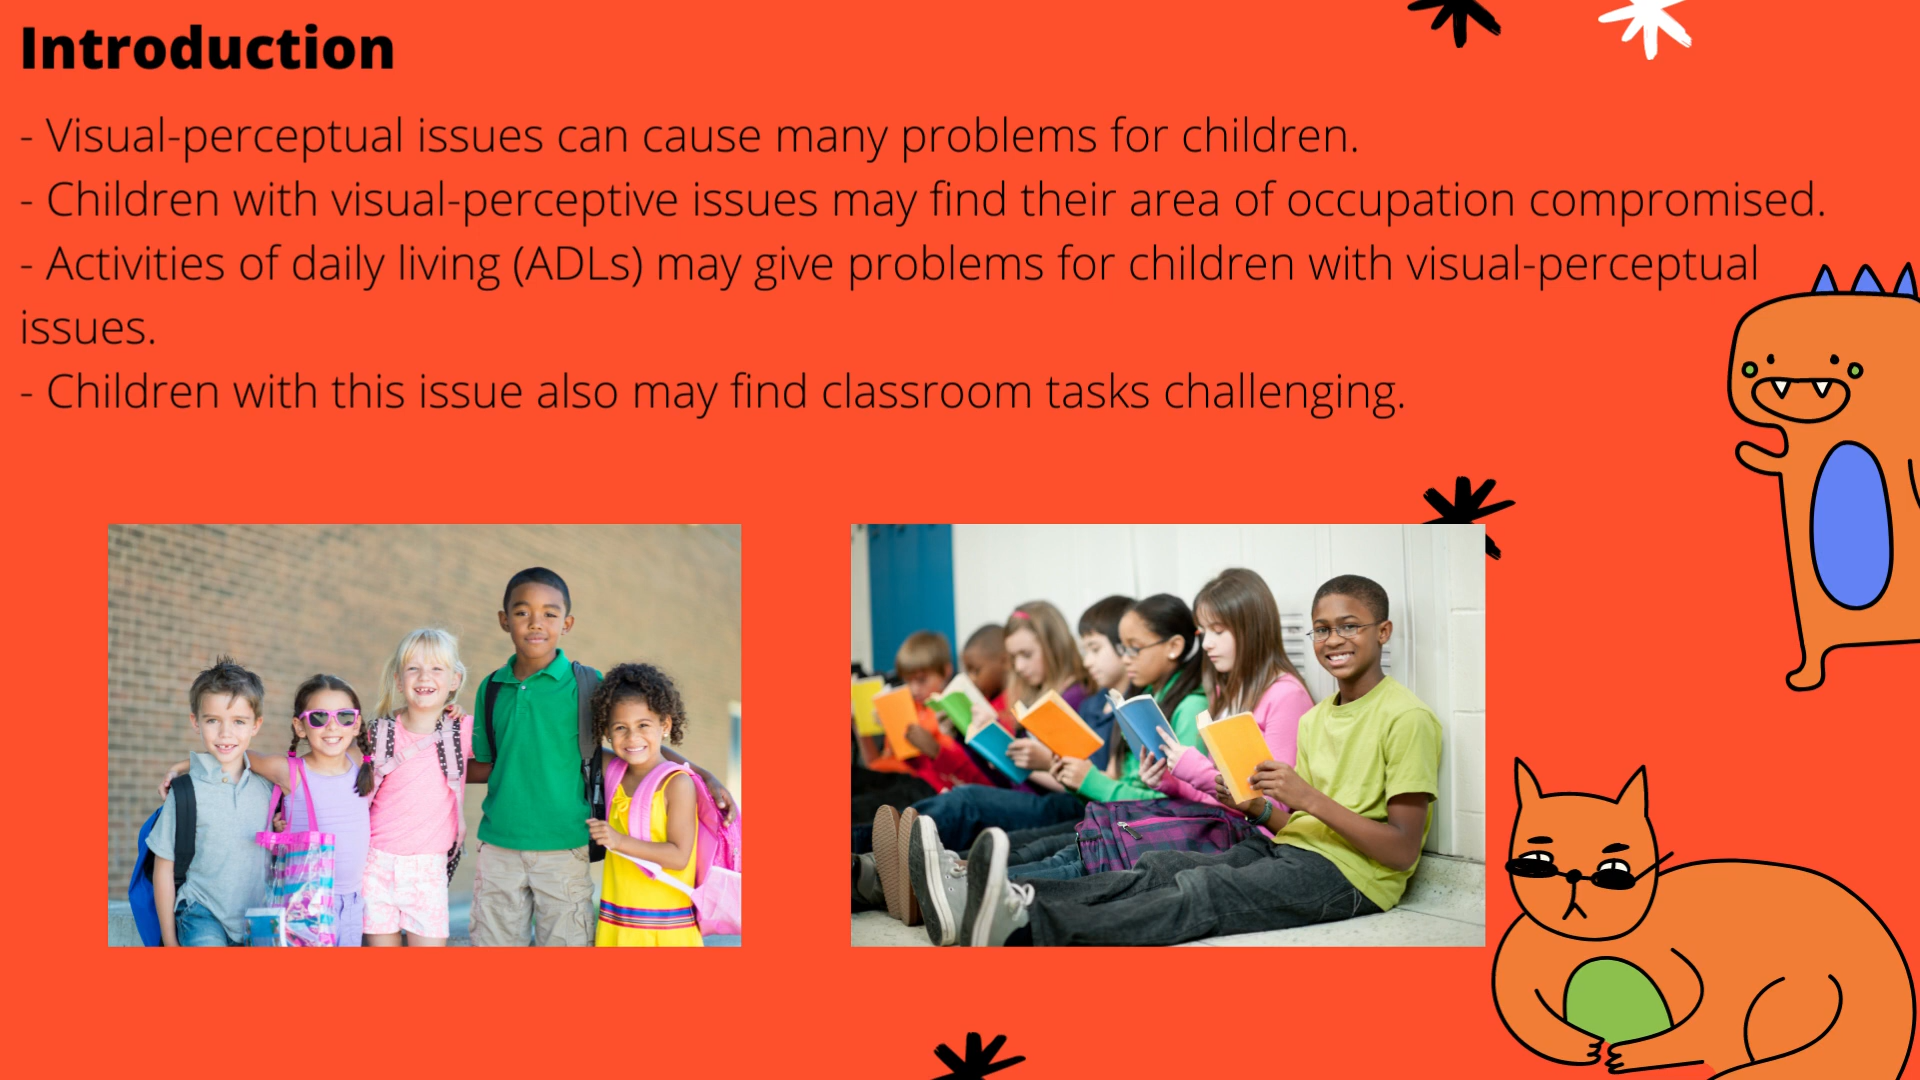 Introduction
- Visual-perceptual issues can cause many problems for children.
- Children with visual-perceptive issues may find their area of occupation compromised.
- Activities of daily living (ADLs) may give problems for children with visual-perceptual
issues.
- Children with this issue also may find classroom tasks challenging.